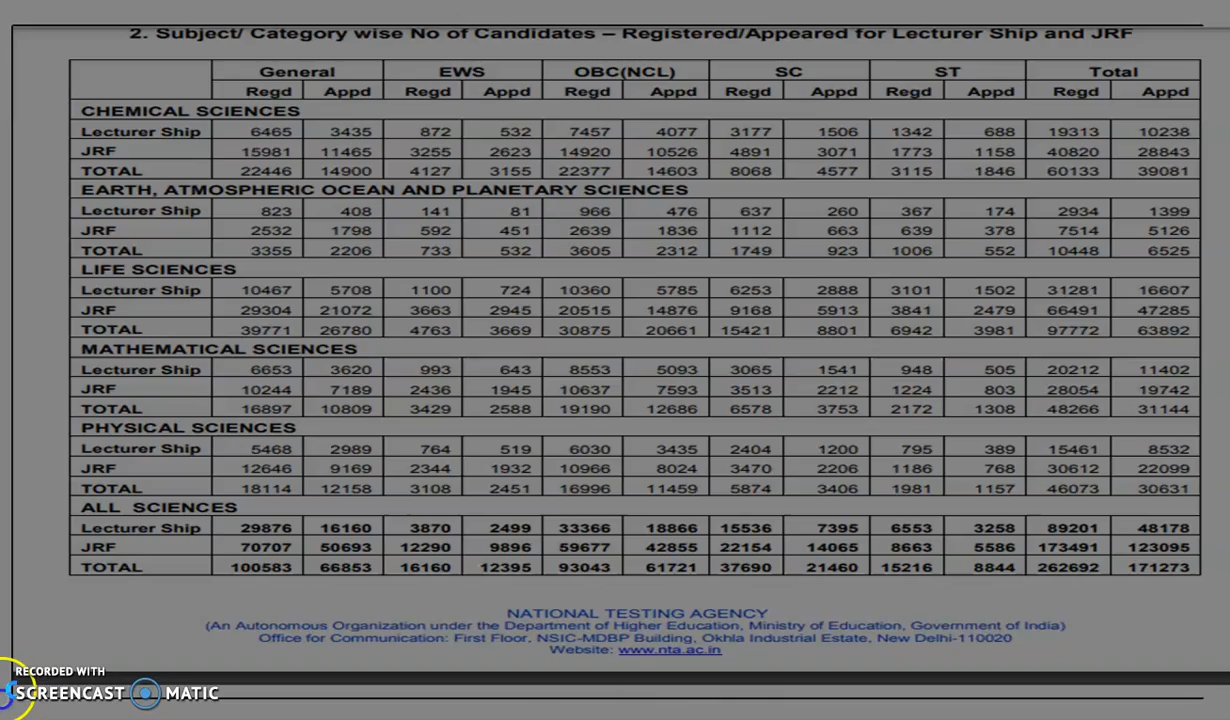 2. Subject/ Category wise No of Candidates – Registered/Appeared for Lecturer Ship and JRF
General EWS OBC(NCL) SC ST Total
Regd Appd Regd Appd Regd Appd Regd Appd Regd Appd Regd Appd
CHEMICAL SCIENCES
Lecturer Ship 6465 3435 872 532 7457 4077 3177 1506 1342 688 19313 10238
JRF 15981 11465 3255 2623 14920 10526 4891 3071 1773 1158 40820 28843
TOTAL 22446 14900 4127 3155 22377 14603 8068 4577 3115 1846 60133 39081
EARTH, ATMOSPHERIC OCEAN AND PLANETARY SCIENCES
Lecturer Ship 823 408 141 81 966 476 637 260 367 174 2934 1399
JRF 2532 1798 592 451 2639 1836 1112 663 639 378 7514 5126
TOTAL 3355 2206 733 532 3605 2312 1749 923 1006 552 10448 6525
LIFE SCIENCES
Lecturer Ship 10467 5708 1100 724 10360 5785 6253 2888 3101 1502 31281 16607
JRF 29304 21072 3663 2945 20515 14876 9168 5913 3841 2479 66491 47285
TOTAL 39771 26780 4763 3669 30875 20661 15421 8801 6942 3981 97772 63892
MATHEMATICAL SCIENCES
Lecturer Ship 6653 3620 993 643 8553 5093 3065 1541 948 505 20212 11402
JRF 10244 7189 2436 1945 10637 7593 3513 2212 1224 803 28054 19742
TOTAL 16897 10809 3429 2588 19190 12686 6578 3753 2172 1308 48266 31144
PHYSICAL SCIENCES
Lecturer Ship 5468 2989 764 519 6030 3435 2404 1200 795 389 15461 8532
JRF 12646 9169 2344 1932 10966 8024 3470 2206 1186 768 30612 22099
TOTAL 18114 12158 3108 2451 16996 11459 5874 3406 1981 1157 46073 30631
ALL SCIENCES
Lecturer Ship 29876 16160 3870 2499 33366 18866 15536 7395 6553 3258 89201 48178
JRF 70707 50693 12290 9896 59677 42855 22154 14065 8663 5586 173491 123095
TOTAL 100583 66853 16160 12395 93043 61721 37690 21460 15216 8844 262692 171273
NATIONAL TESTING AGENCY
(An Autonomous Organization under the Department of Higher Education, Ministry of Education, Government of India)
Office for Communication: First Floor, NSIC-MDBP Building, Okhla Industrial Estate, New Delhi-110020
Website: www.nta.ac.in
RECORDED WITH
SCREENCAST MATIC